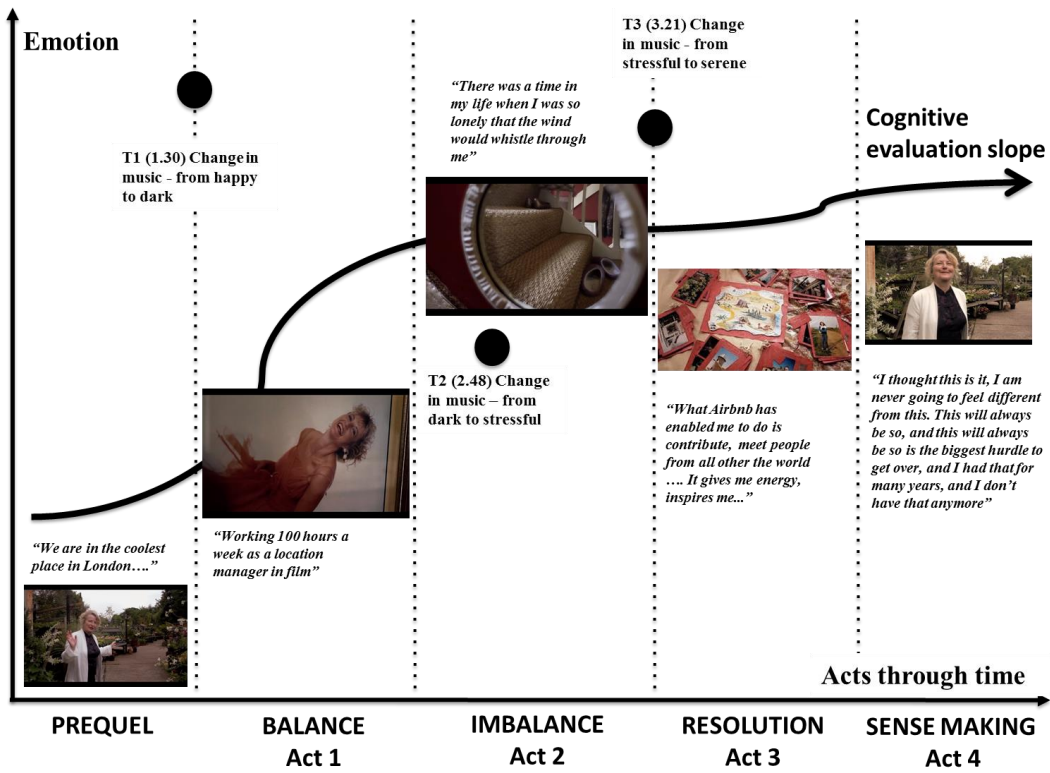 Emotion
T3 (3.21) Change
in music - from
stressful to serene
“There was a time in
my life when I was so
lonely that the wind
would whistle through
me”
Cognitive
evaluation slope
T1 (1.30) Change in
music - from happy
to dark
T2 (2.48) Change
in music – from
dark to stressful
“What Airbnb has
enabled me to do is
contribute, meet people
from all other the world
…. It gives me energy,
inspires me...”
“I thought this is it, I am
never going to feel different
from this. This will always
be so, and this will always
be so is the biggest hurdle to
get over, and I had that for
many years, and I don’t
have that anymore”
“We are in the coolest
place in London….”
“Working 100 hours a
week as a location
manager in film”
Acts through time
PREQUEL
BALANCE
Act 1
IMBALANCE
Act 2
RESOLUTION
Act 3
SENSE MAKING
Act 4